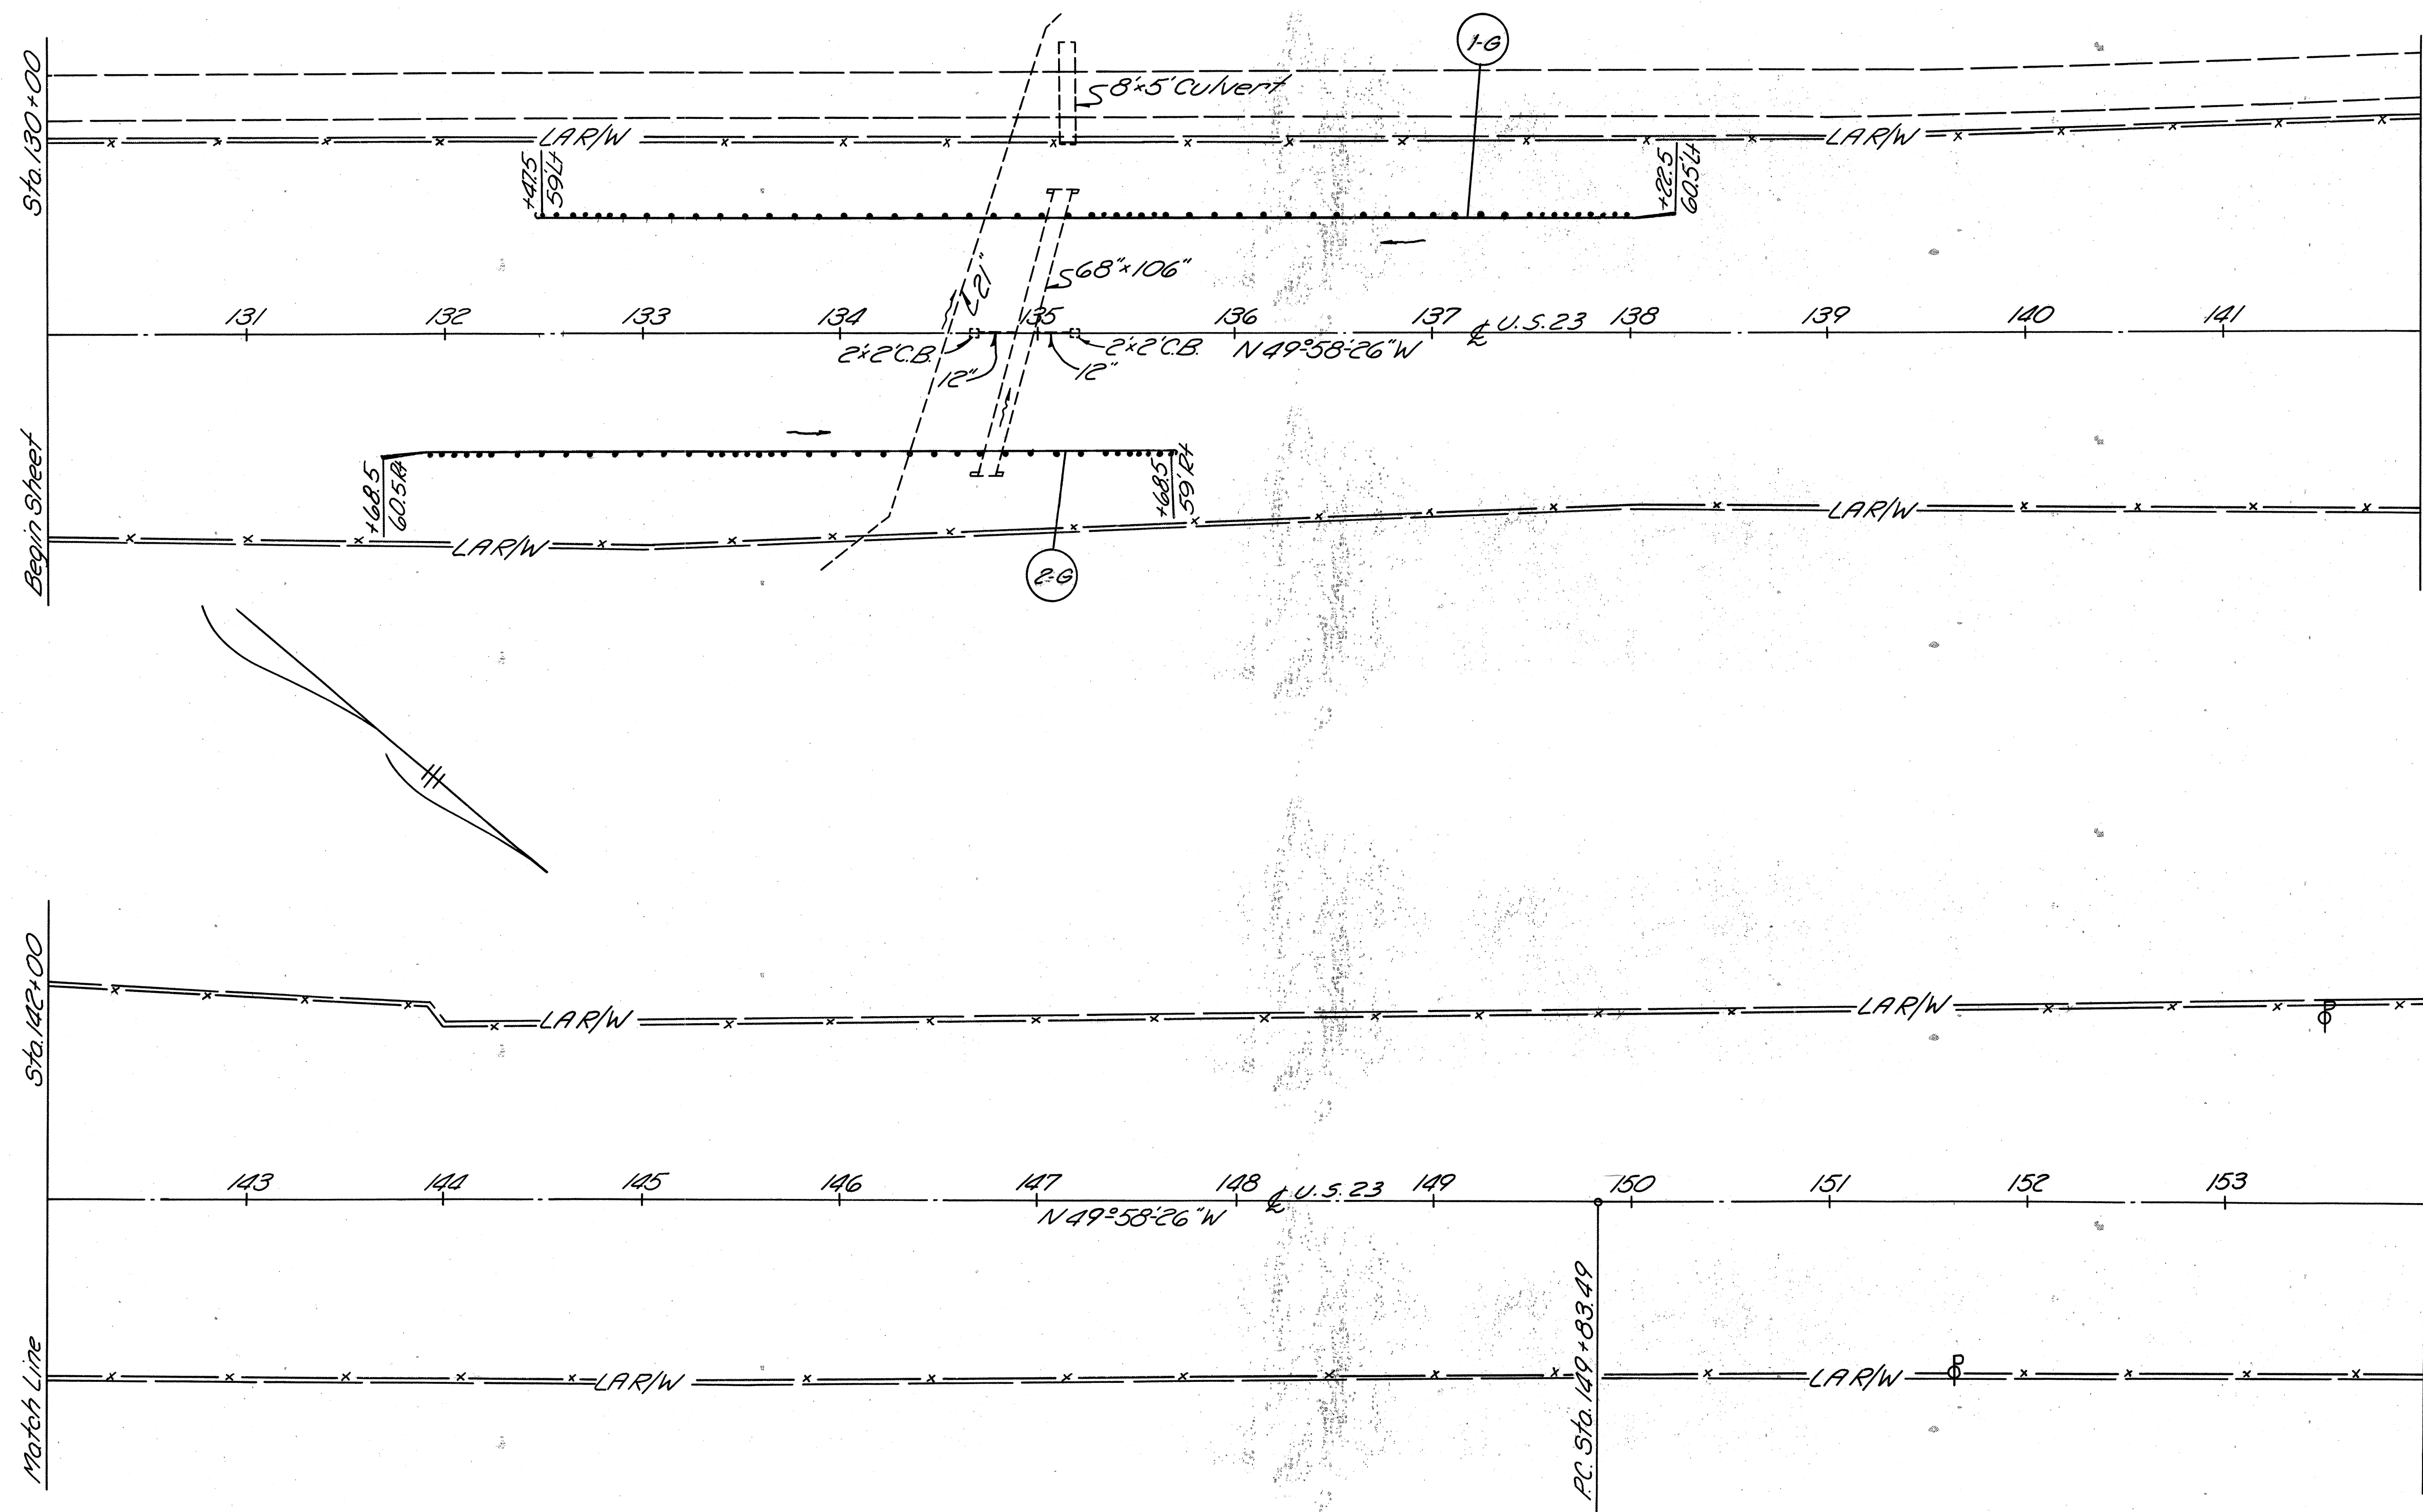 Sta. 130+00
Begin Sheet
1-G
8'x5' Culvert
LA R/W
LA R/W
+47.5
59' Lt
+22.5
60.5' Lt
21"
68"x106"
131 132 133 134 135 136 137 ℄ U.S. 23 138 139 140 141
2'x2' C.B.
12"
2'x2' C.B.
12"
N 49°-58'-26" W
+68.5
60.5 Rt
+68.5
59' Rt
LA R/W
LA R/W
2-G
Sta. 142+00
Match Line
LA R/W
LA R/W
143 144 145 146 147 148 ℄ U.S. 23 149 150 151 152 153
N 49°-58'-26" W
P.C. Sta. 149+83.49
LA R/W
LA R/W